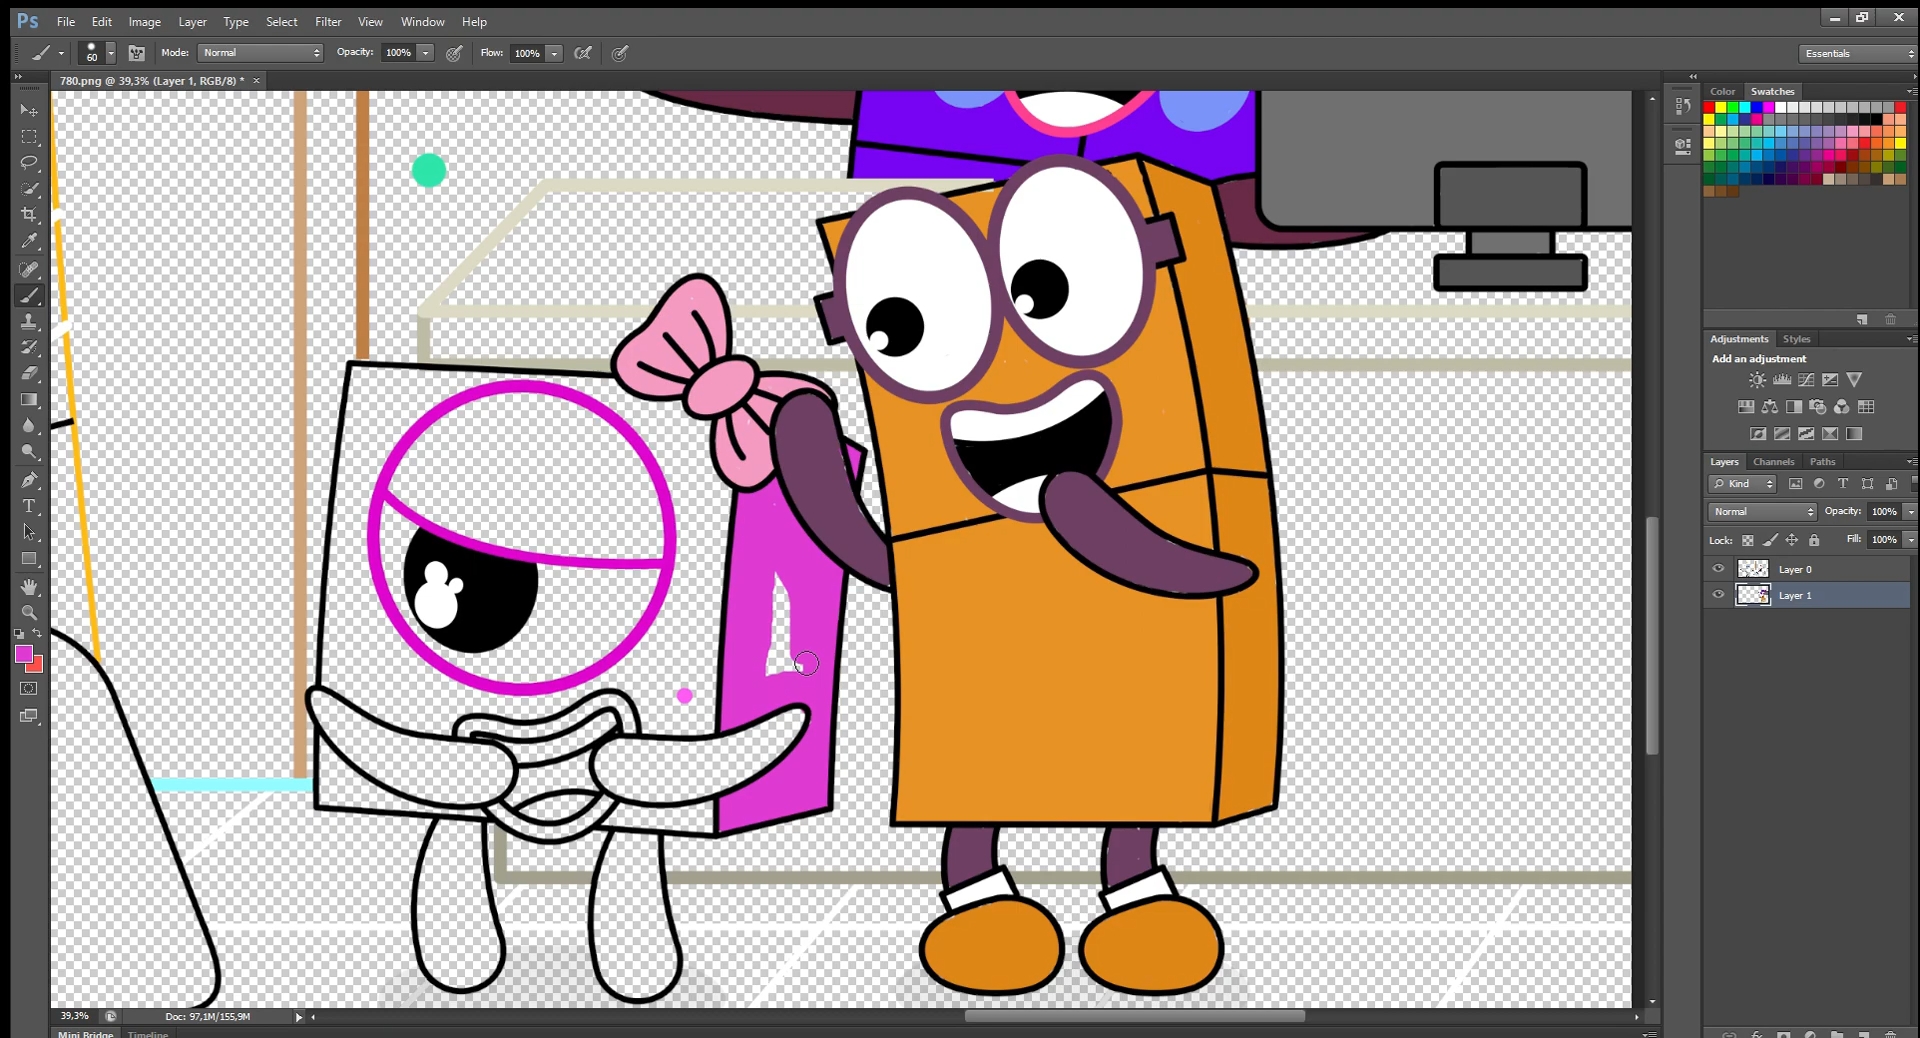 Ps File Edit Image Layer Type Select Filter View Window Help
60 Mode: Normal Opacity: 100% Flow: 100% Essentials
780.png @ 39,3% (Layer 1, RGB/8) * ×
Color Swatches
Adjustments Styles
Add an adjustment
Layers Channels Paths
Kind
Normal Opacity: 100%
Lock: Fill: 100%
Layer 0
Layer 1
39,3% Doc: 97,1M/155,9M
Mini Bridge Timeline